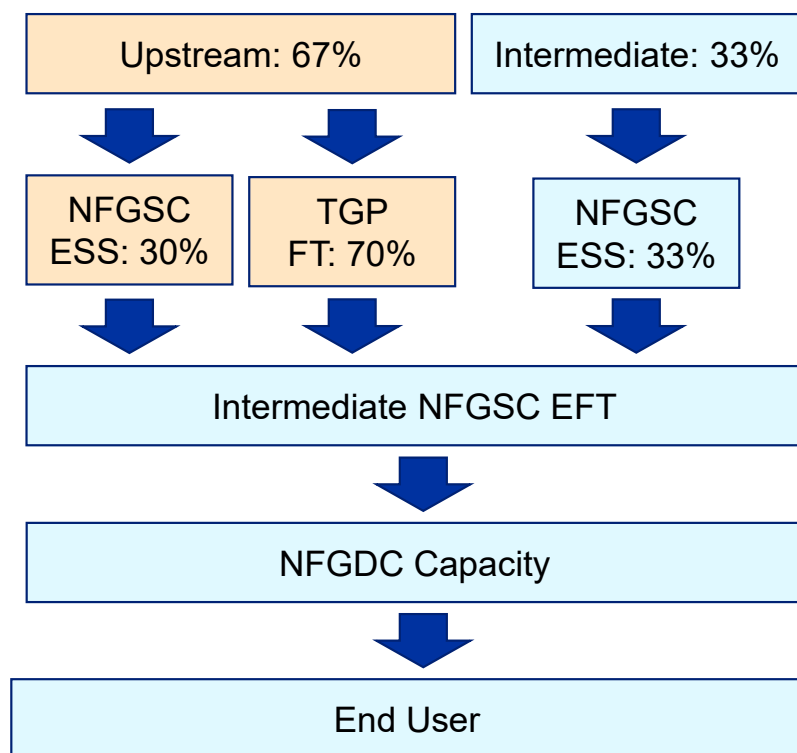 Upstream: 67%
Intermediate: 33%
NFGSC
ESS: 30%
TGP
FT: 70%
NFGSC
ESS: 33%
Intermediate NFGSC EFT
NFGDC Capacity
End User